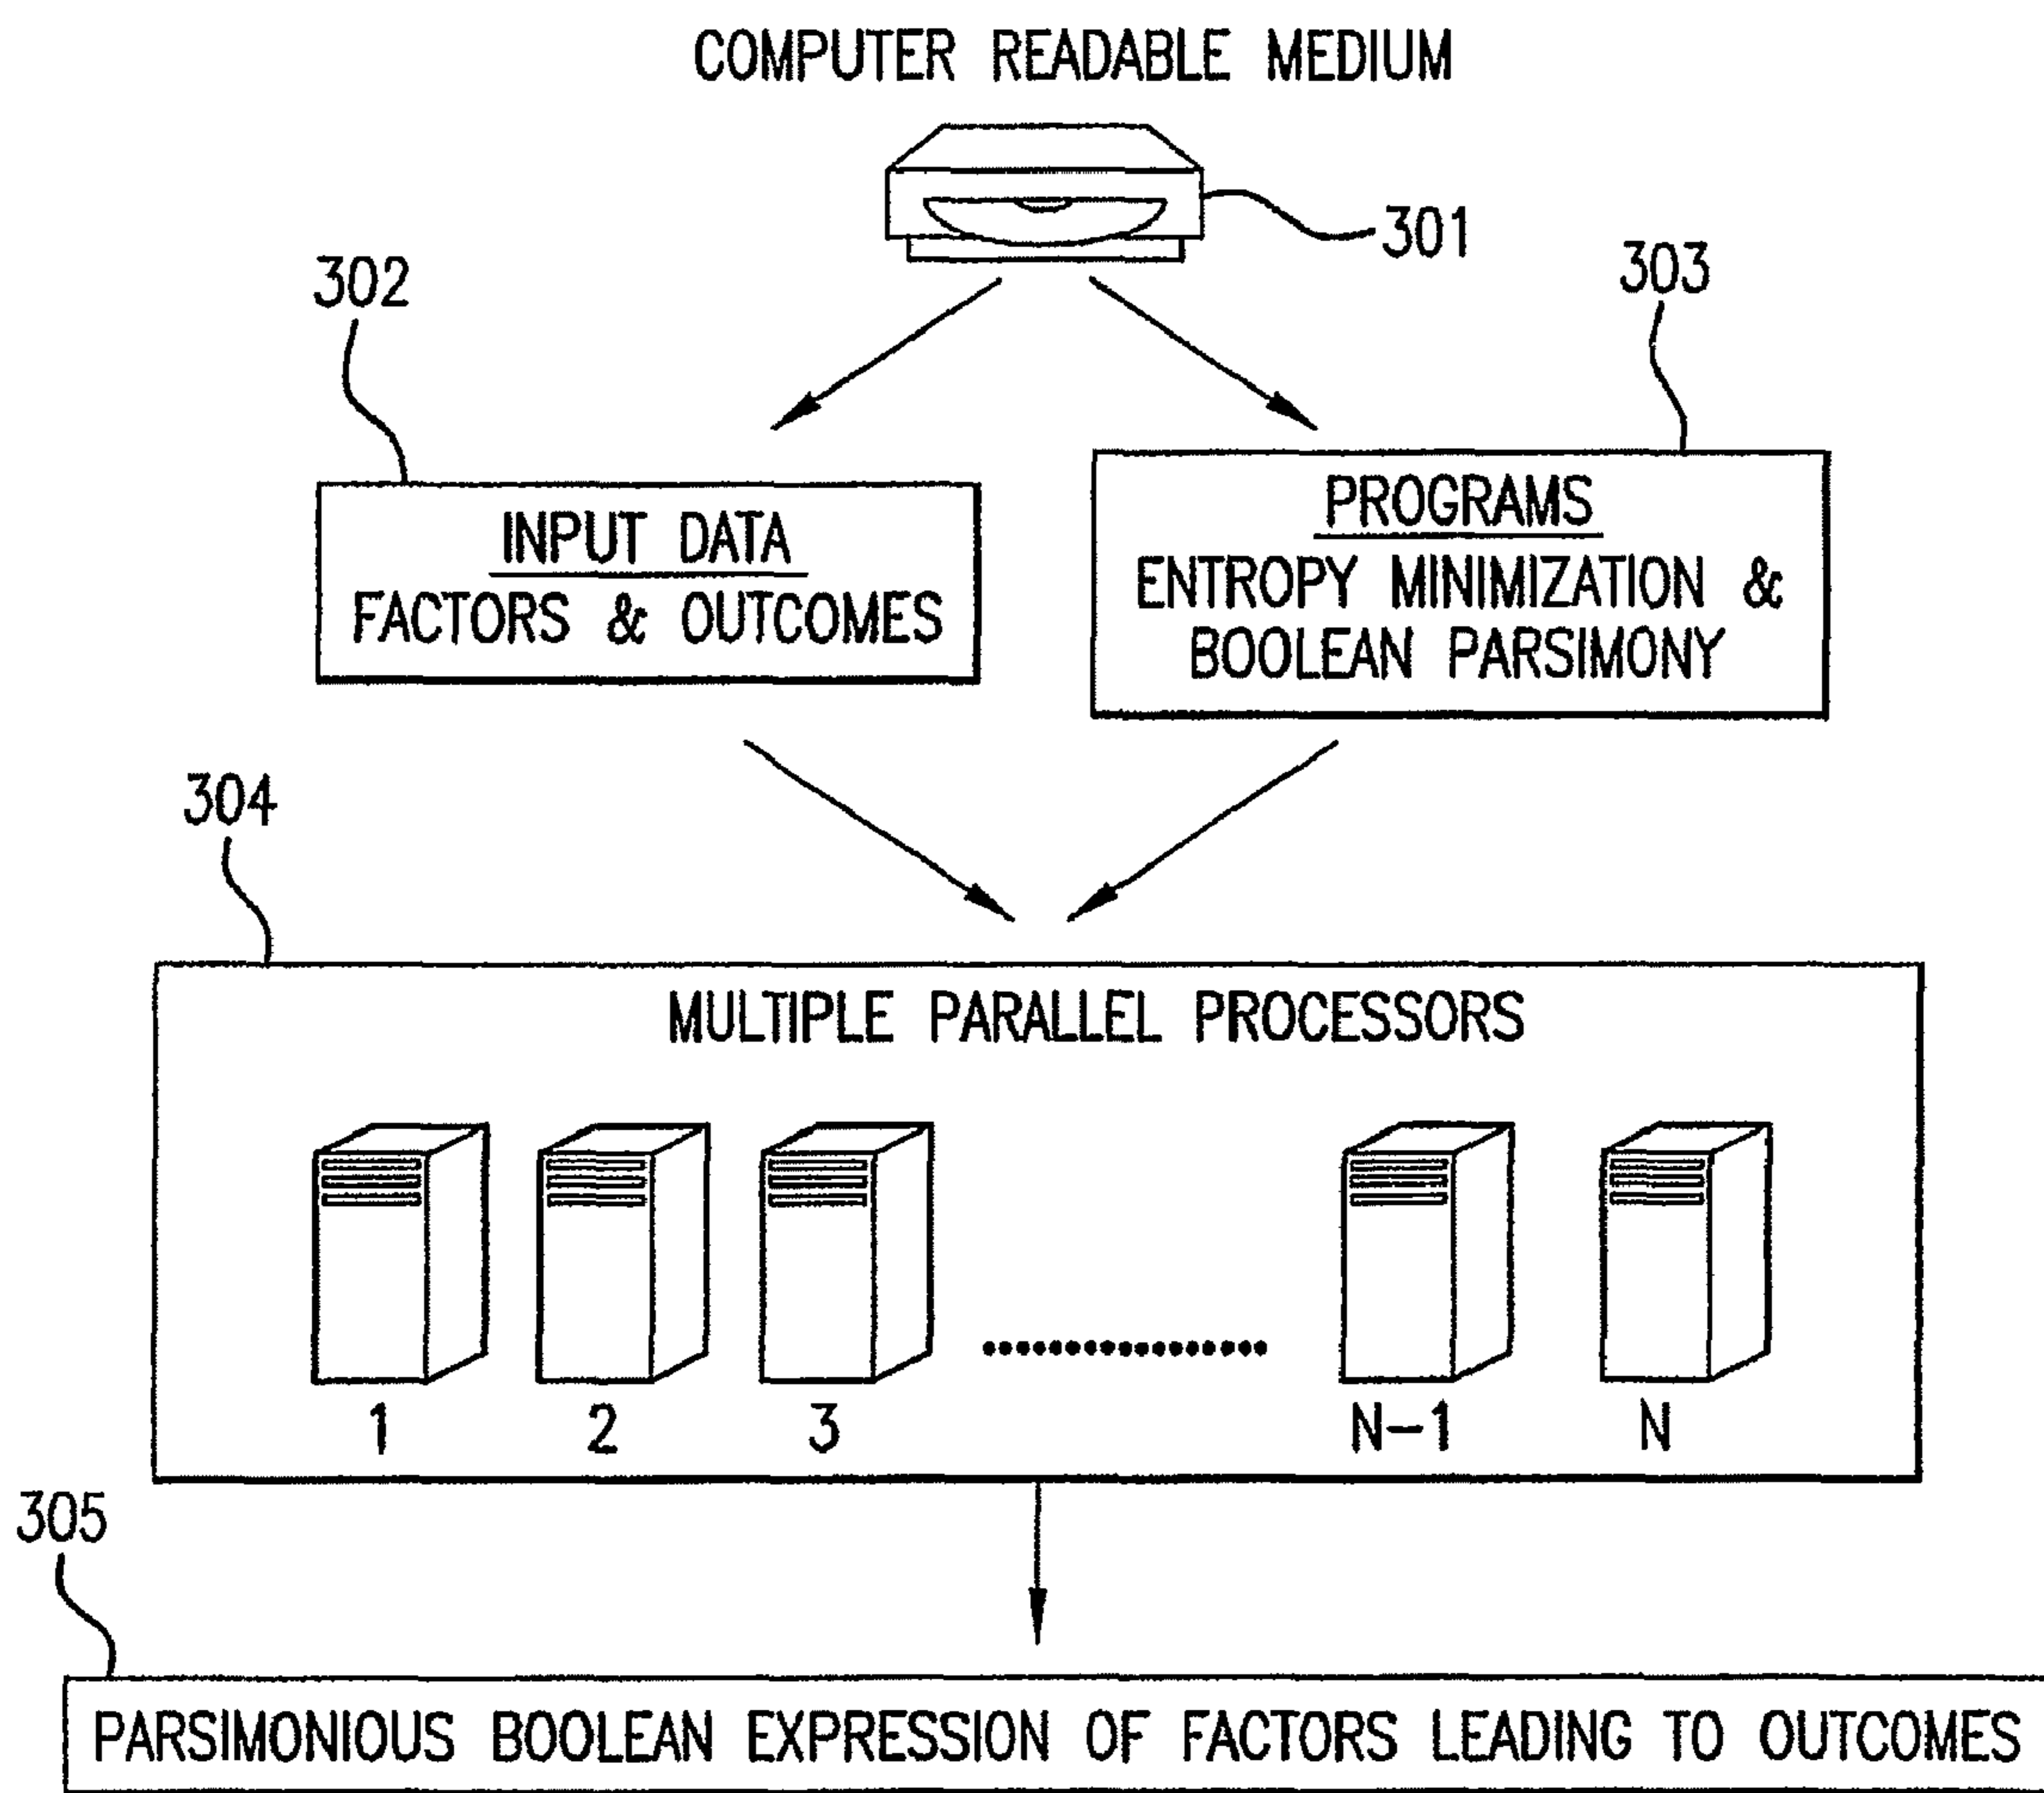 COMPUTER READABLE MEDIUM
301
302
303
INPUT DATA
FACTORS & OUTCOMES
PROGRAMS
ENTROPY MINIMIZATION &
BOOLEAN PARSIMONY
304
MULTIPLE PARALLEL PROCESSORS
1 2 3 N-1 N
305
PARSIMONIOUS BOOLEAN EXPRESSION OF FACTORS LEADING TO OUTCOMES